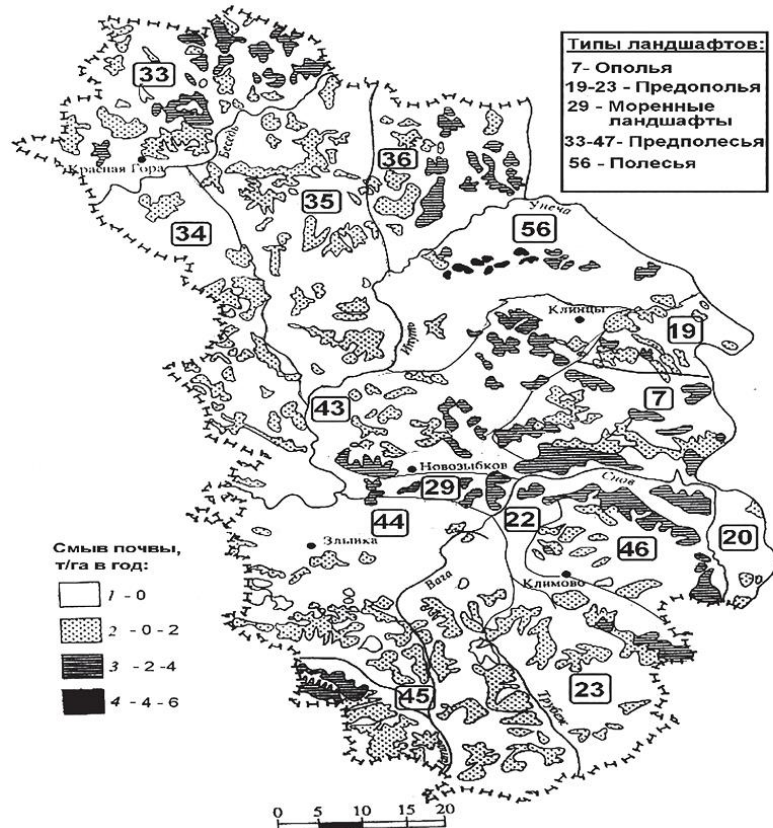 Типы ландшафтов:
7- Ополья
19-23 - Предополья
29 - Моренные
ландшафты
33-47- Предполесья
56 - Полесья
33
Беседь
Красная Гора
36
35
34
Унеча
56
Клинцы
19
Ипуть
43
7
Новозыбков
29
Снов
44
22
46
20
Злынка
Вага
Климово
Смыв почвы,
т/га в год:
1 - 0
2 - 0 - 2
3 - 2-4
4 - 4-6
45
23
Трубеж
0 5 10 15 20